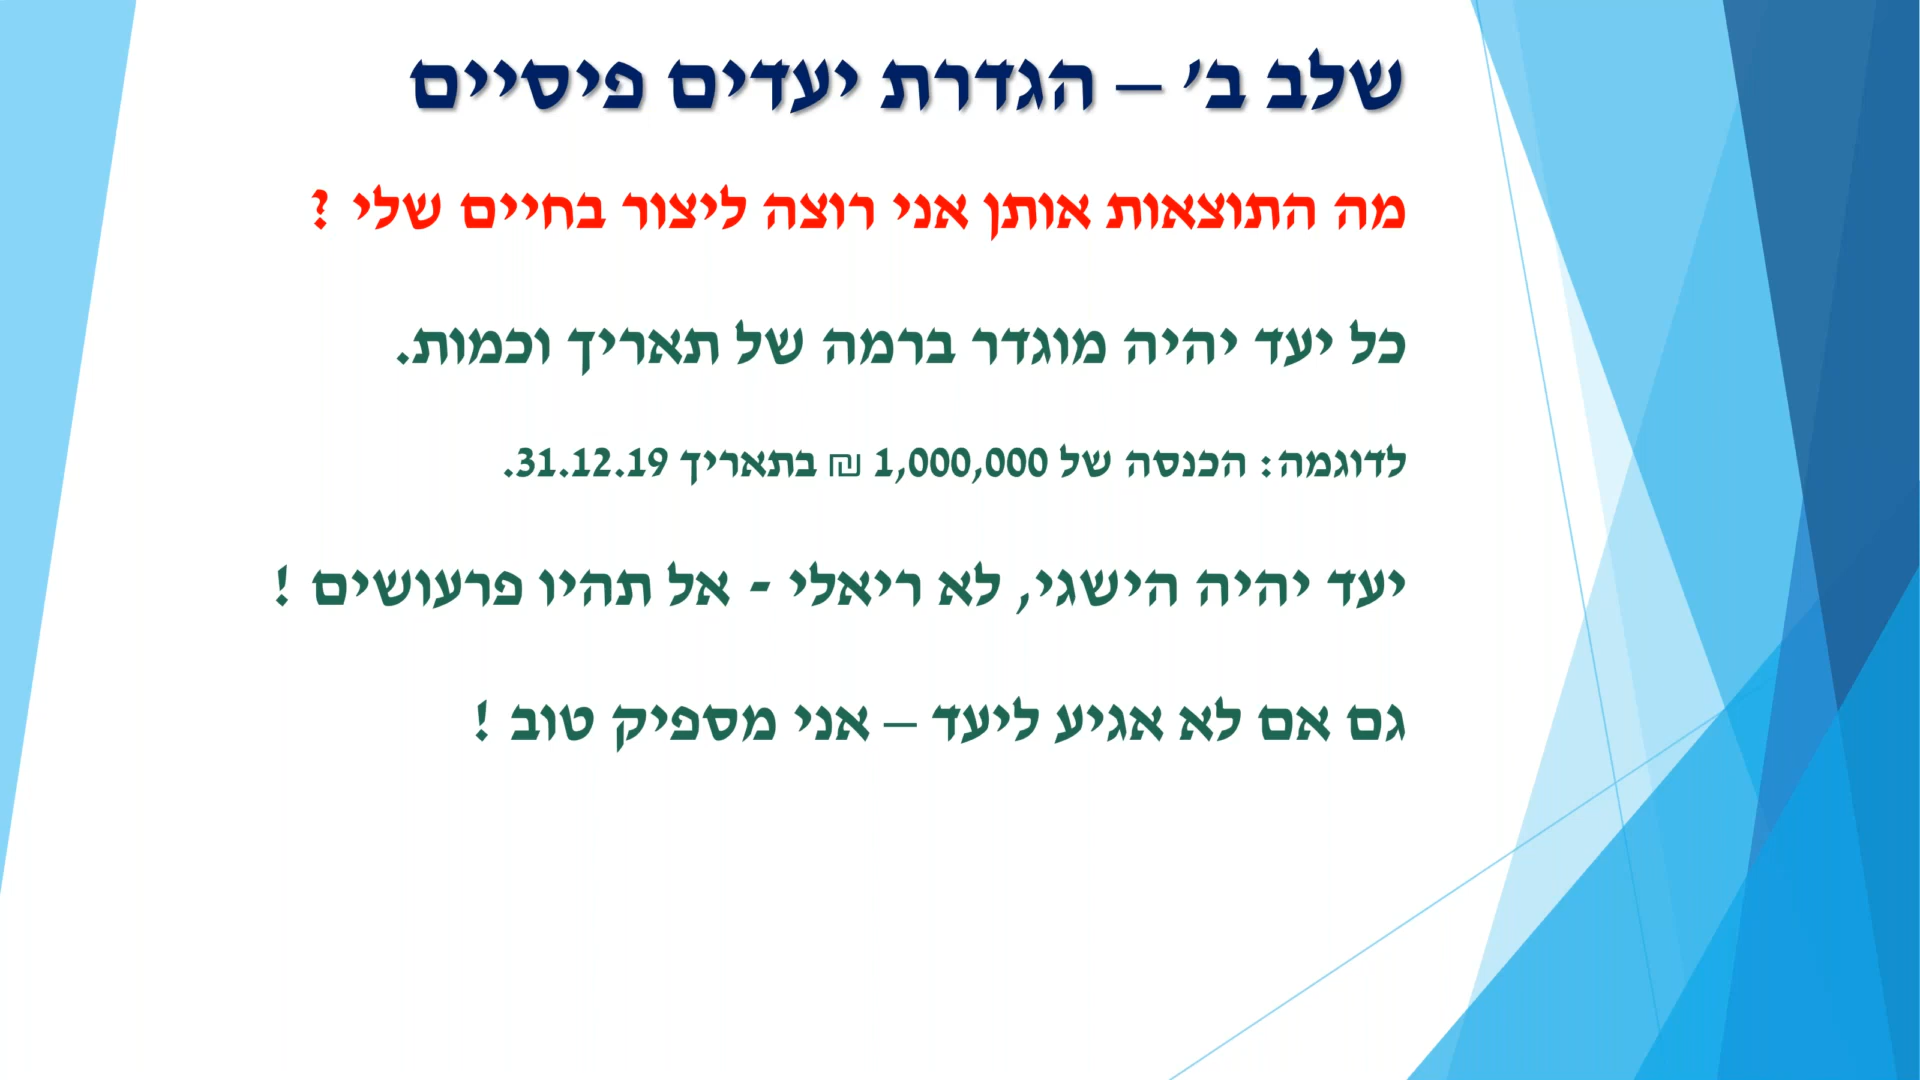 שלב ב' – הגדרת יעדים פיסיים
מה התוצאות אותן אני רוצה ליצור בחיים שלי ?
כל יעד יהיה מוגדר ברמה של תאריך וכמות.
לדוגמה: הכנסה של 1,000,000 ₪ בתאריך 31.12.19.
יעד יהיה הישגי, לא ריאלי - אל תהיו פרעושים !
גם אם לא אגיע ליעד – אני מספיק טוב !